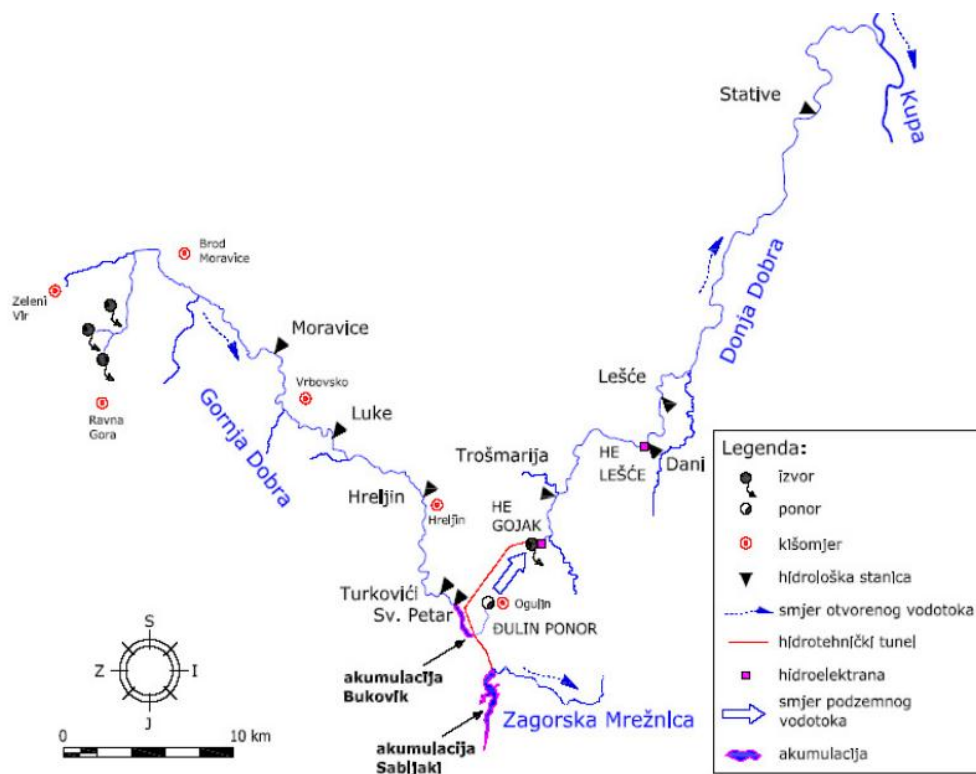 Stative
Kupa
Donja Dobra
Brod
Moravice
Zeleni
Vir
Ravna
Gora
Moravice
Vrbovsko
Luke
Gornja Dobra
Hreljin
Hreljin
Lešće
Trošmarija
HE
LEŠĆE
Dani
HE
GOJAK
Turkovići
Sv. Petar
Ogulin
ĐULIN PONOR
akumulacija
Bukovik
Zagorska Mrežnica
akumulacija
Sabljaki
S
Z
I
J
0
10 km
Legenda:
izvor
ponor
kišomjer
hidrološka stanica
smjer otvorenog vodotoka
hidrotehnički tunel
hidroelektrana
smjer podzemnog
vodotoka
akumulacija